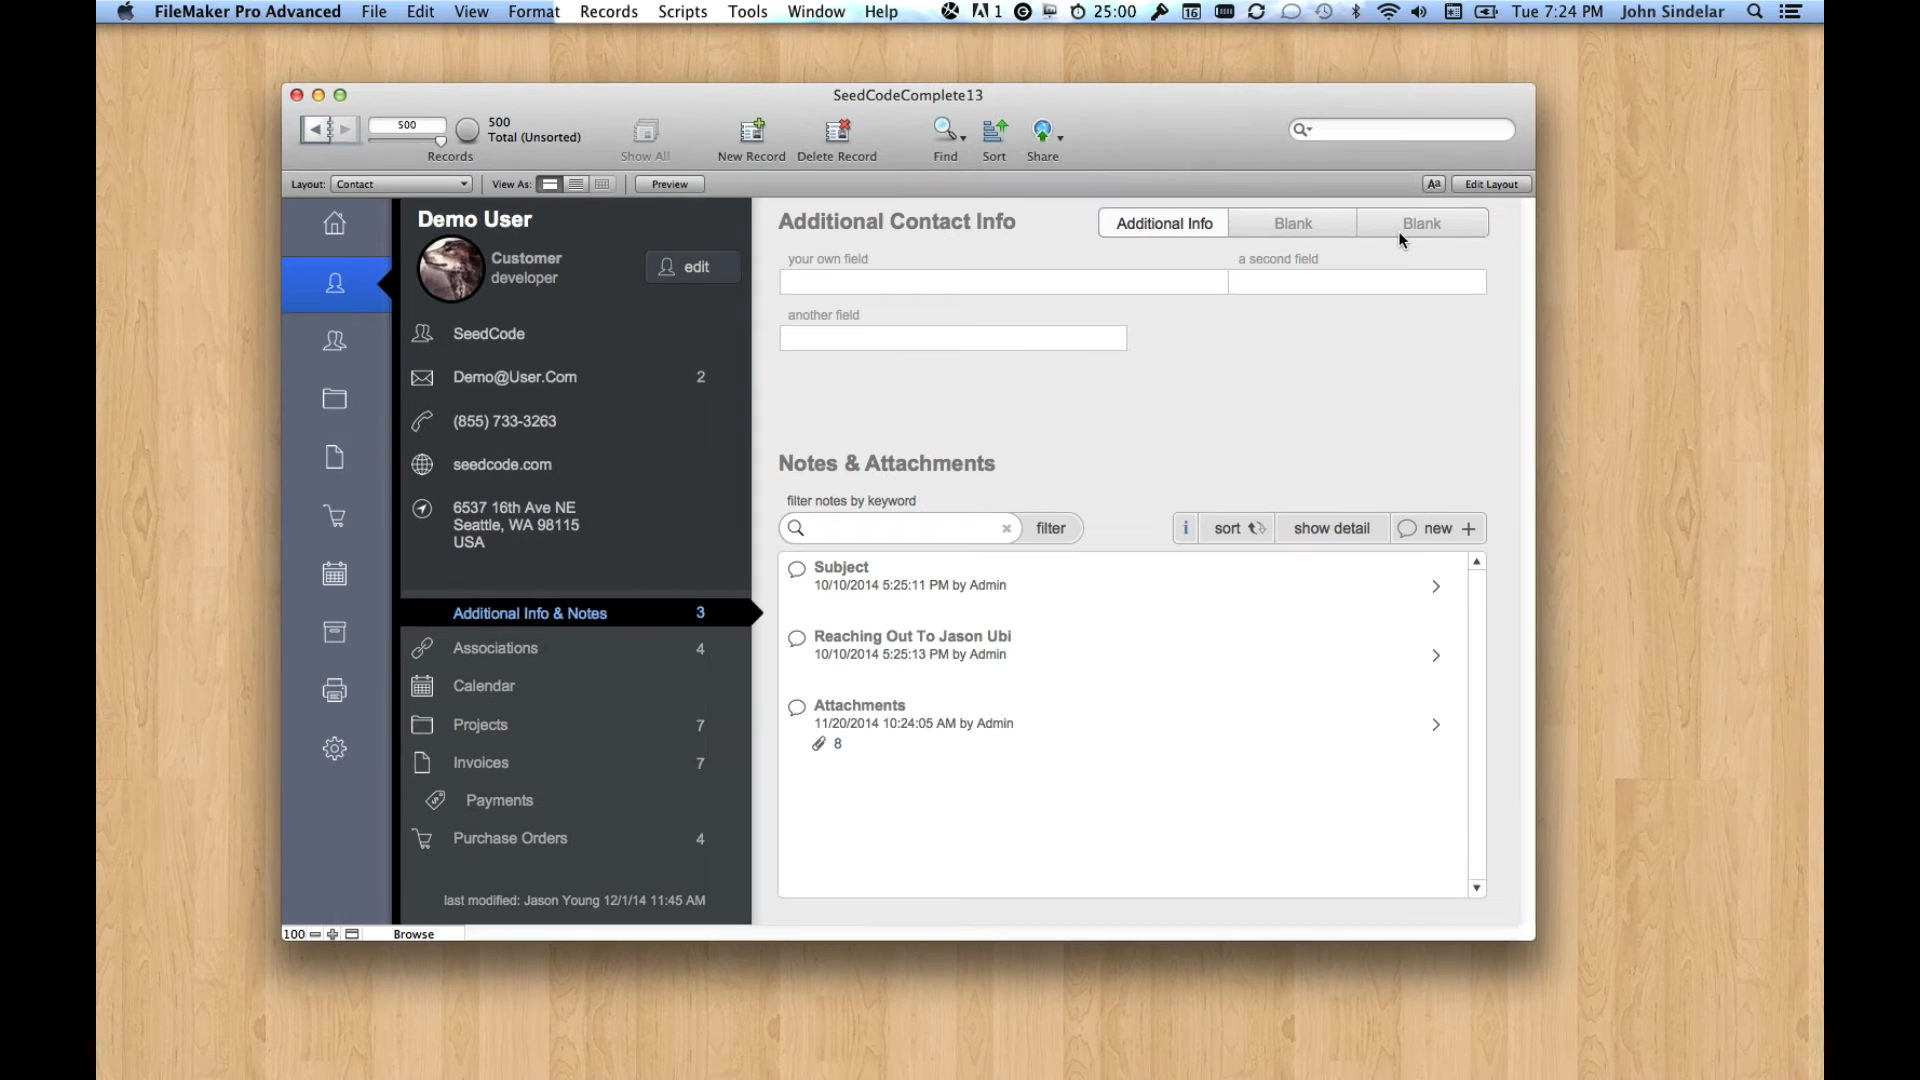 FileMaker Pro Advanced File Edit View Format Records Scripts Tools Window Help 1 25:00 16 Tue 7:24 PM John Sindelar
SeedCodeComplete13
500
500
Total (Unsorted)
Records
Show All
New Record
Delete Record
Find
Sort
Share
Layout: Contact View As: Preview Aa Edit Layout
Demo User
Customer
developer
edit
SeedCode
Demo@User.Com 2
(855) 733-3263
seedcode.com
6537 16th Ave NE
Seattle, WA 98115
USA
Additional Info & Notes 3
Associations 4
Calendar
Projects 7
Invoices 7
Payments
Purchase Orders 4
last modified: Jason Young 12/1/14 11:45 AM
Additional Contact Info
Additional Info Blank Blank
your own field
a second field
another field
Notes & Attachments
filter notes by keyword
filter
i sort show detail new +
Subject
10/10/2014 5:25:11 PM by Admin
Reaching Out To Jason Ubi
10/10/2014 5:25:13 PM by Admin
Attachments
11/20/2014 10:24:05 AM by Admin
8
100 Browse